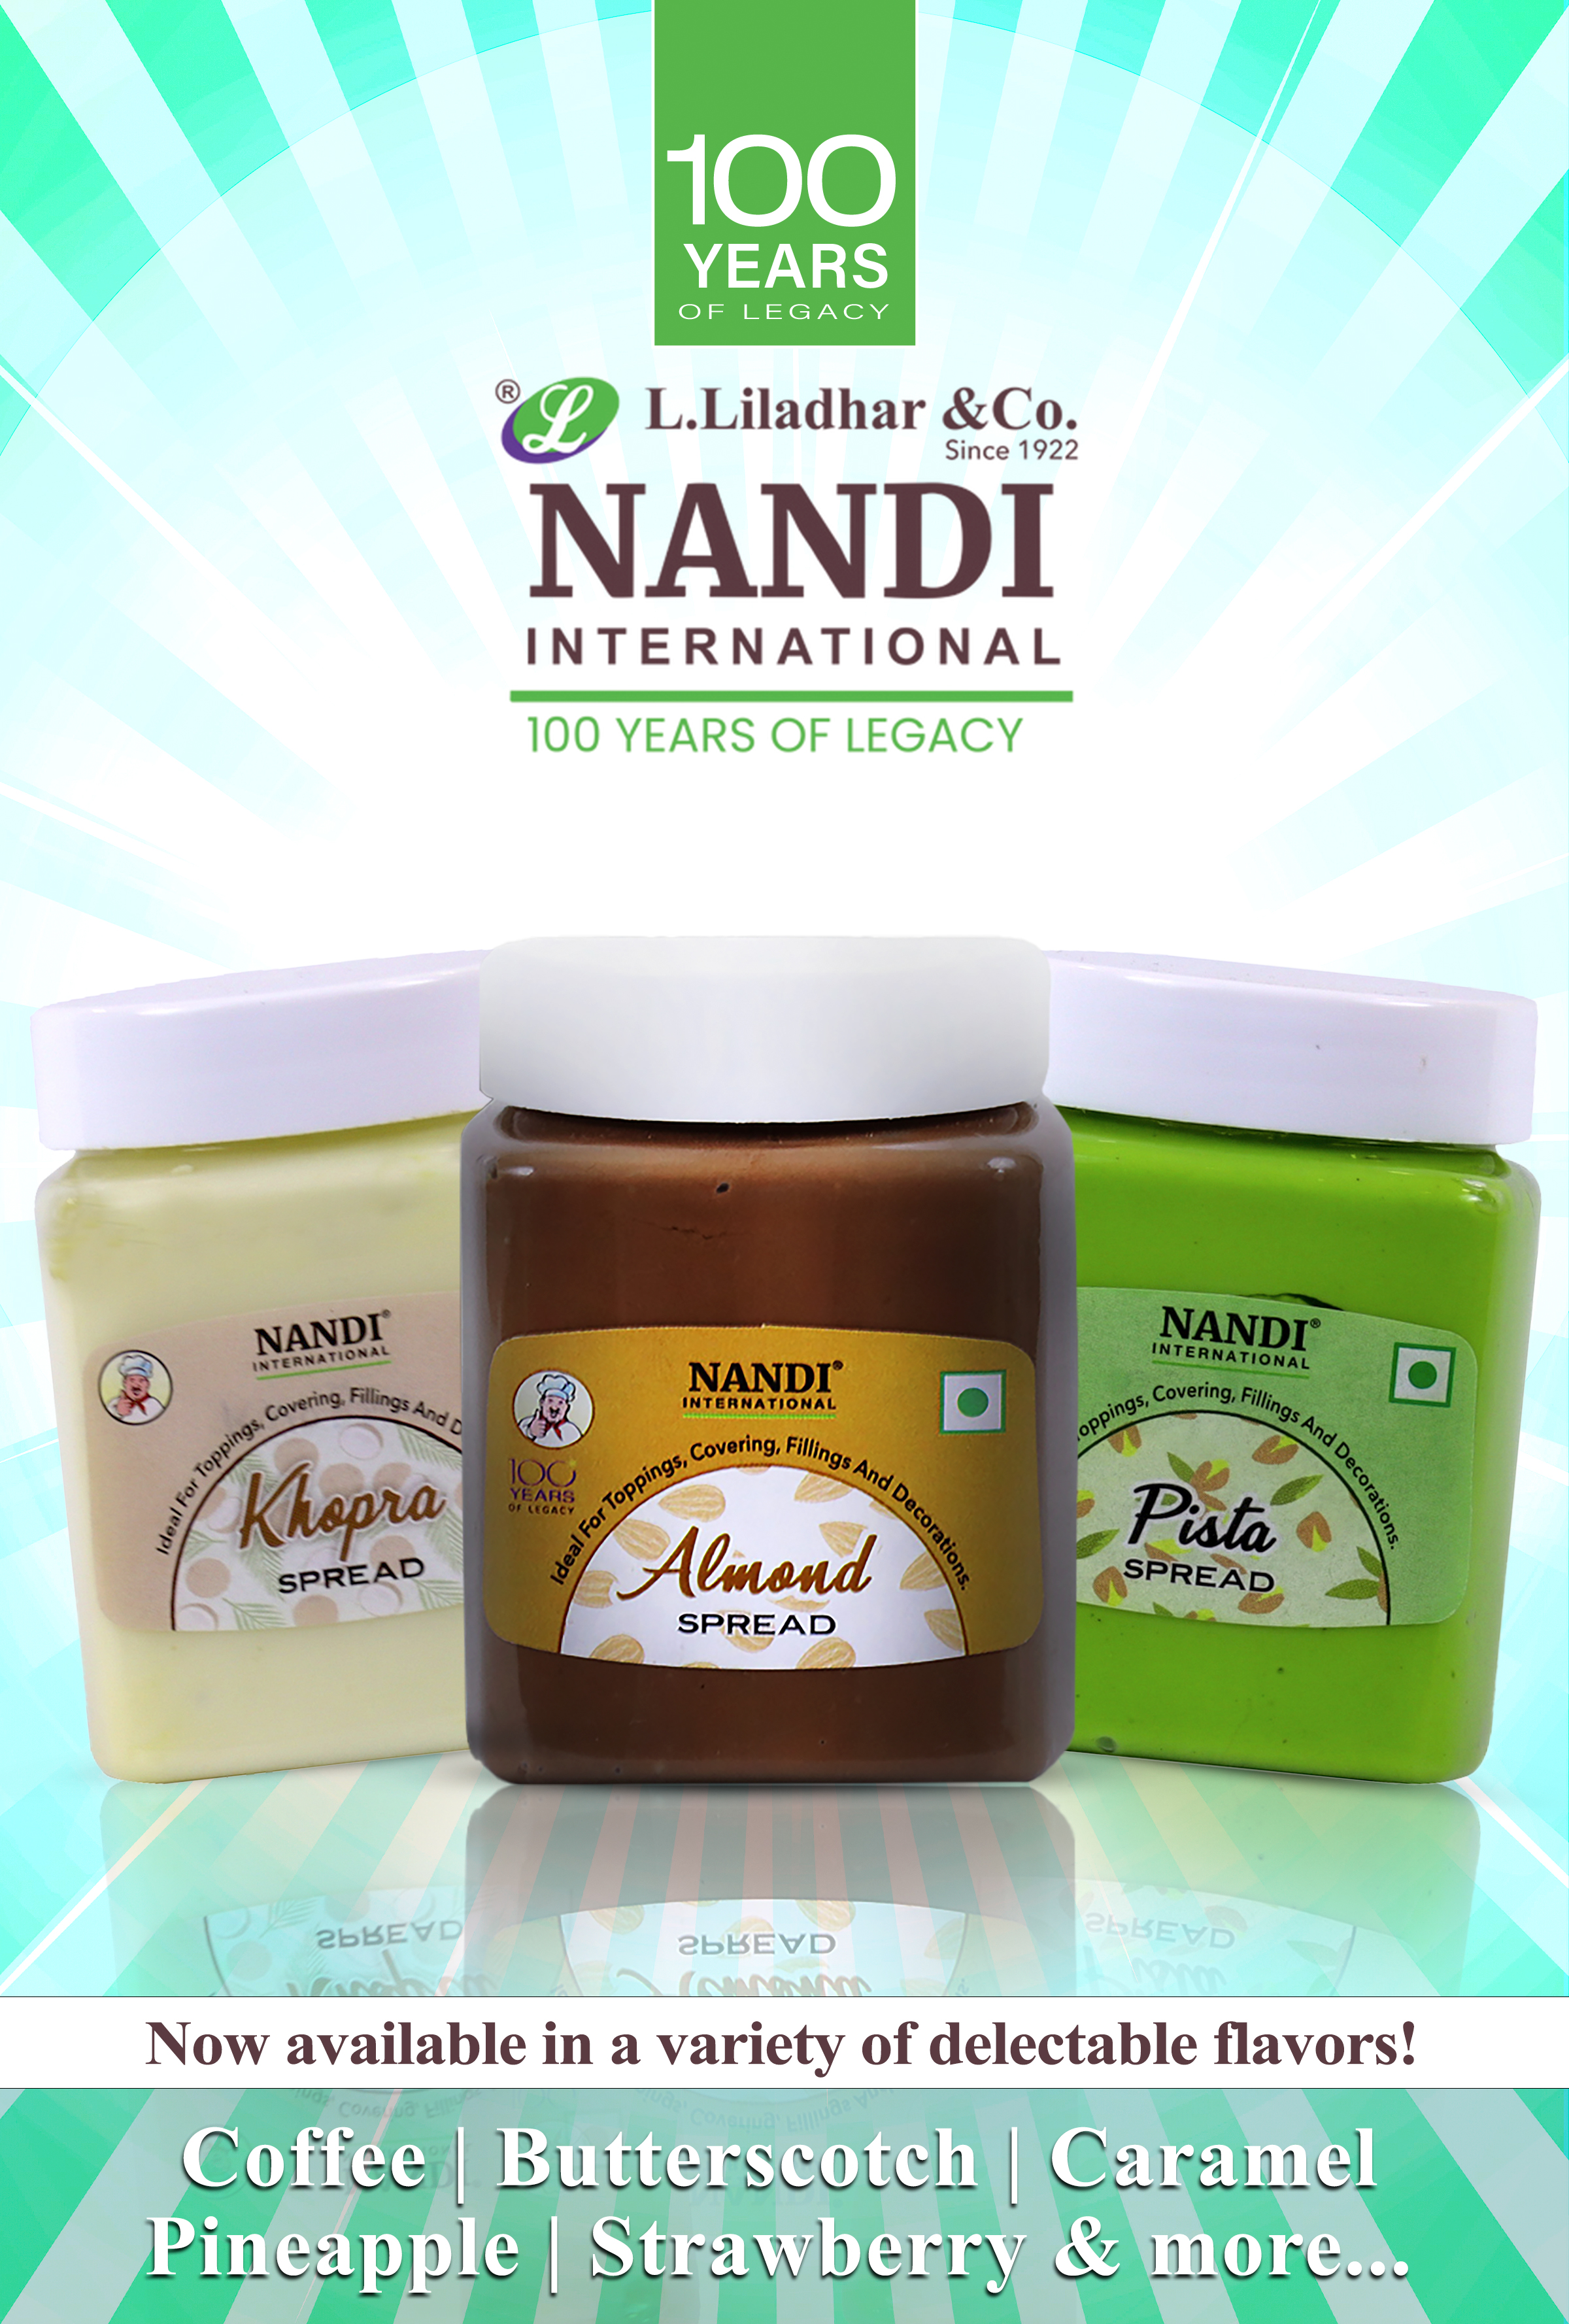 100
YEARS
OF LEGACY
®
L
L.Liladhar &Co.
Since 1922
NANDI
INTERNATIONAL
100 YEARS OF LEGACY
NANDI®
INTERNATIONAL
Ideal For Toppings, Covering, Fillings And D
Khopra
SPREAD
NANDI®
INTERNATIONAL
100
YEARS
OF LEGACY
Ideal For Toppings, Covering, Fillings And Decorations.
Almond
SPREAD
NANDI®
INTERNATIONAL
oppings, Covering, Fillings And Decorations.
Pista
SPREAD
SPREAD
SPREAD
SPREAD
Now available in a variety of delectable flavors!
Coffee | Butterscotch | Caramel
Pineapple | Strawberry & more...